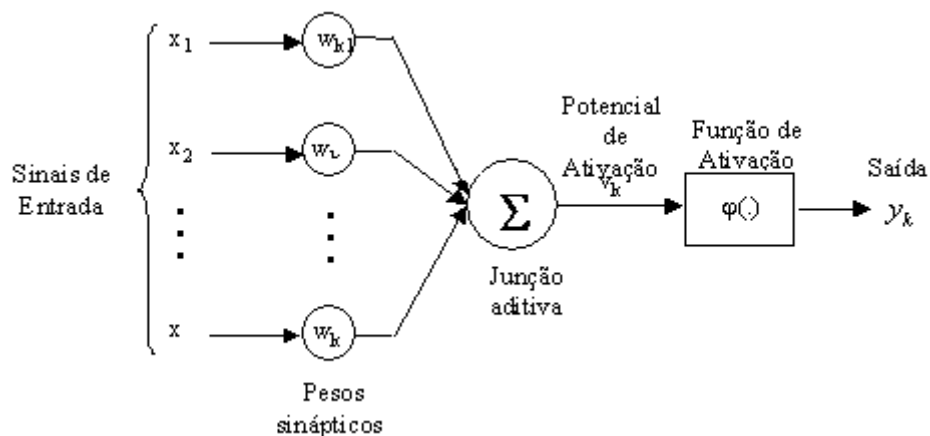 x1
wk1
x2
w
x
wk
Sinais de
Entrada
Pesos
sinápticos
Σ
Junção
aditiva
Potencial
de
Ativação
vk
Função de
Ativação
φ(.)
Saída
yk